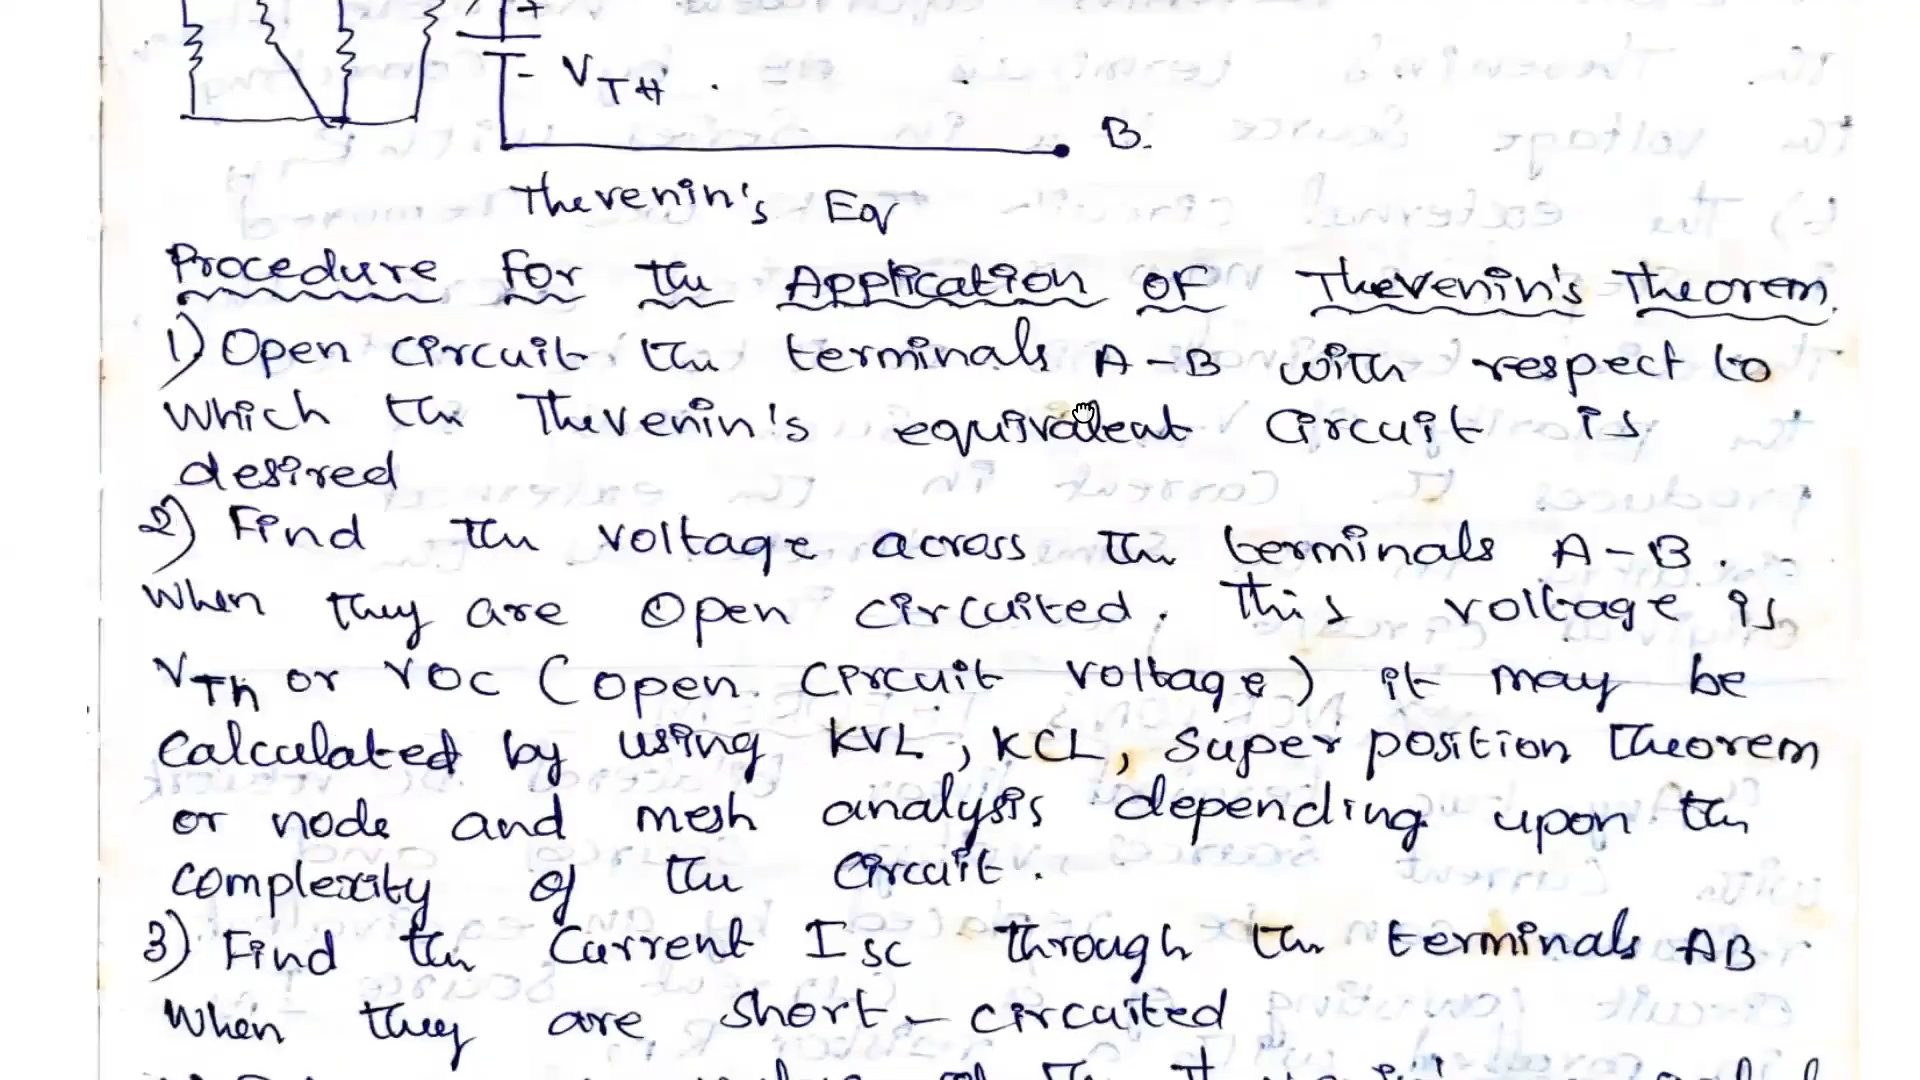 +
- VTH
B.
Thevenin's Eq
Procedure for the Application of Thevenin's Theorem.
1) Open circuit the terminals A-B with respect to
which the Thevenin's equivalent circuit is
desired
2) Find the voltage across the terminals A-B.
When they are open circuited. This voltage is
VTh or VOC (open circuit voltage) it may be
calculated by using KVL, KCL, Super position theorem
or node and mesh analysis depending upon the
complexity of the circuit.
3) Find the current ISC through the terminals AB
when they are short-circuited